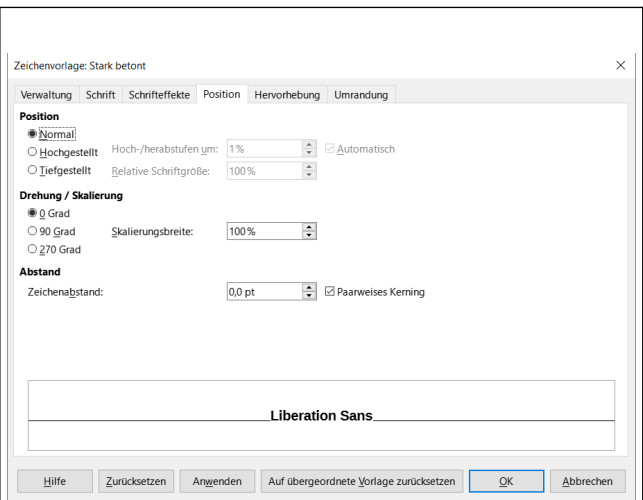 Zeichenvorlage: Stark betont
Verwaltung Schrift Schrifteffekte Position Hervorhebung Umrandung
Position
Normal
Hochgestellt Hoch-/herabstufen um: 1% Automatisch
Tiefgestellt Relative Schriftgröße: 100%
Drehung / Skalierung
0 Grad
90 Grad Skalierungsbreite: 100%
270 Grad
Abstand
Zeichenabstand: 0,0 pt Paarweises Kerning
Liberation Sans
Hilfe Zurücksetzen Anwenden Auf übergeordnete Vorlage zurücksetzen OK Abbrechen